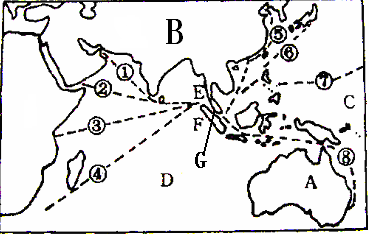 ⑤
B
⑥
①
⑦
②
E
C
F
③
G
⑧
④
D
A